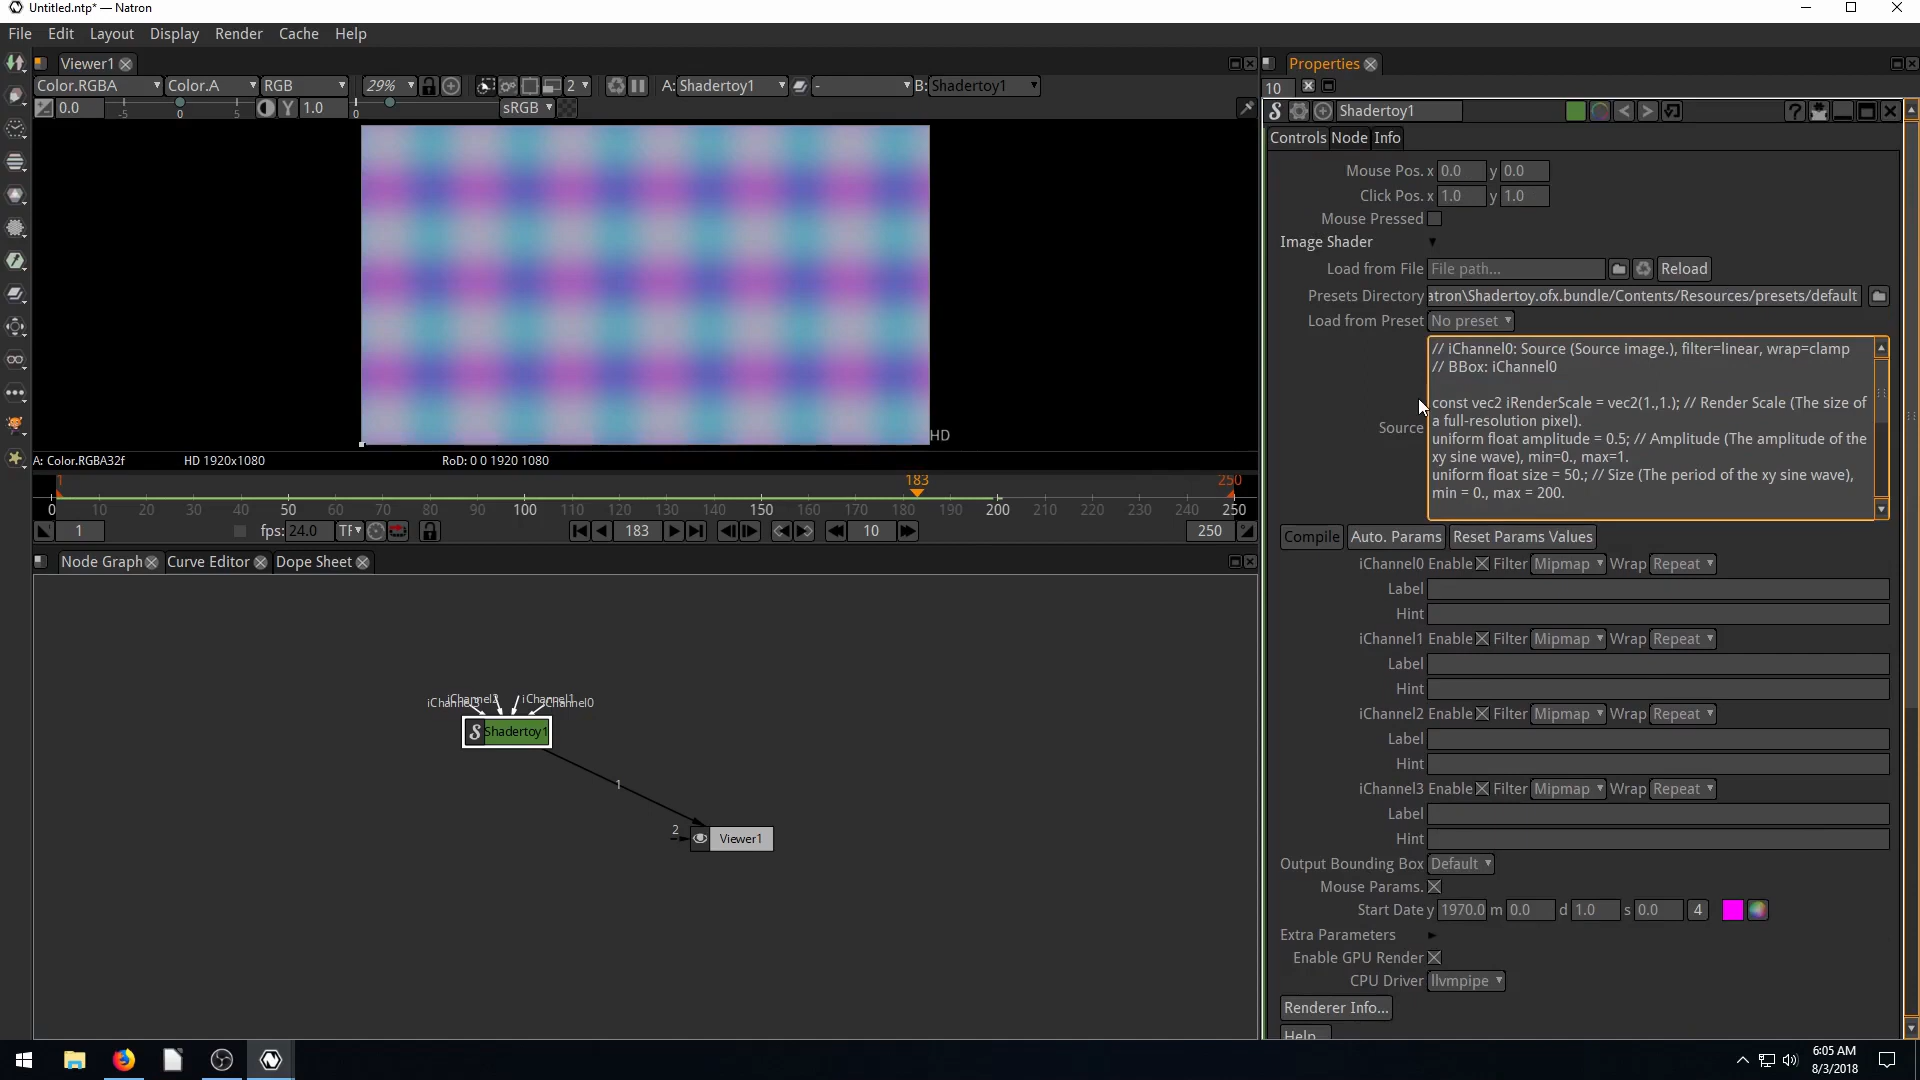 Untitled.ntp* — Natron
File Edit Layout Display Render Cache Help
Viewer1
Color.RGBA Color.A RGB 29% 2 A: Shadertoy1 - B: Shadertoy1
0.0 -5 0 5 Y 1.0 0 sRGB
HD
A: Color.RGBA32f HD 1920x1080 RoD: 0 0 1920 1080
1 183 250
0 10 20 30 40 50 60 70 80 90 100 110 120 130 140 150 160 170 180 190 200 210 220 230 240 250
1 fps: 24.0 TF 183 10 250
Node Graph Curve Editor Dope Sheet
iChannel2 iChannel1
iChannel3 iChannel0
Shadertoy1
1
2 Viewer1
Properties
10
Shadertoy1
Controls Node Info
Mouse Pos. x 0.0 y 0.0
Click Pos. x 1.0 y 1.0
Mouse Pressed
Image Shader
Load from File File path... Reload
Presets Directory atron\Shadertoy.ofx.bundle/Contents/Resources/presets/default
Load from Preset No preset
Source
// iChannel0: Source (Source image.), filter=linear, wrap=clamp
// BBox: iChannel0
const vec2 iRenderScale = vec2(1.,1.); // Render Scale (The size of
a full-resolution pixel).
uniform float amplitude = 0.5; // Amplitude (The amplitude of the
xy sine wave), min=0., max=1.
uniform float size = 50.; // Size (The period of the xy sine wave),
min = 0., max = 200.
Compile Auto. Params Reset Params Values
iChannel0 Enable Filter Mipmap Wrap Repeat
Label
Hint
iChannel1 Enable Filter Mipmap Wrap Repeat
Label
Hint
iChannel2 Enable Filter Mipmap Wrap Repeat
Label
Hint
iChannel3 Enable Filter Mipmap Wrap Repeat
Label
Hint
Output Bounding Box Default
Mouse Params.
Start Date y 1970.0 m 0.0 d 1.0 s 0.0 4
Extra Parameters
Enable GPU Render
CPU Driver llvmpipe
Renderer Info...
Help
6:05 AM
8/3/2018